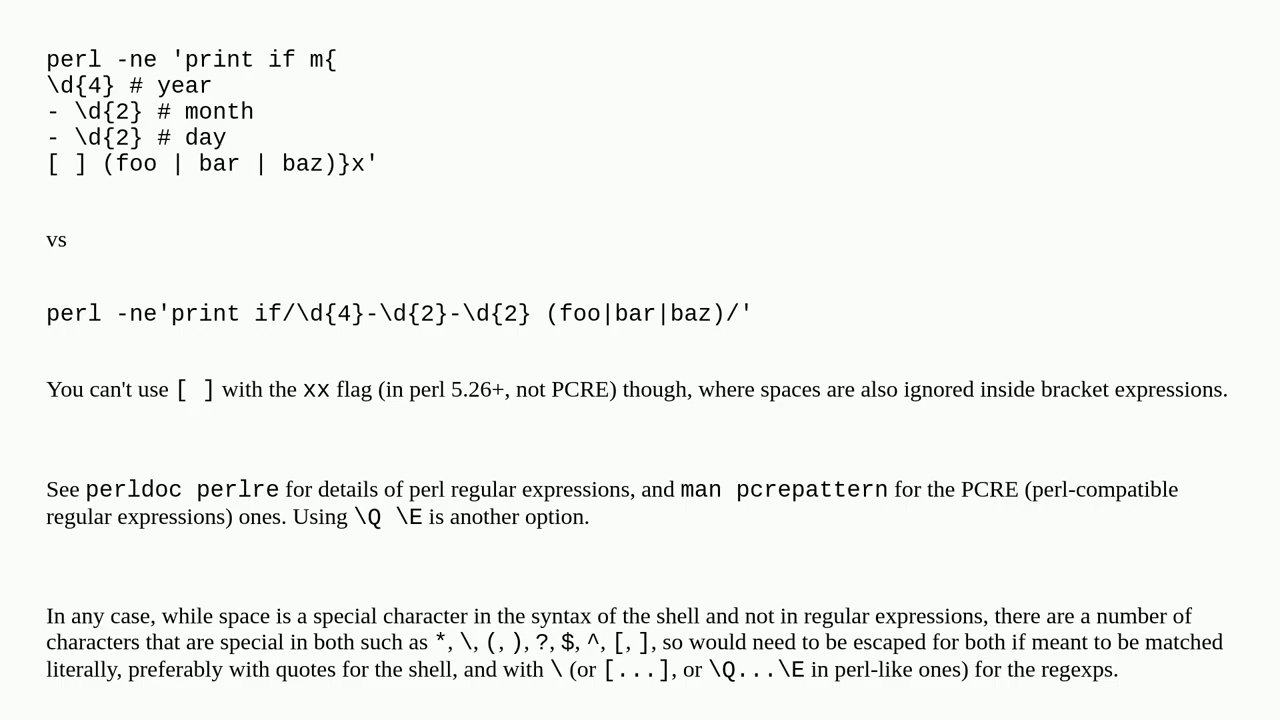 perl -ne 'print if m{
\d{4} # year
- \d{2} # month
- \d{2} # day
[ ] (foo | bar | baz)}x'
vs
perl -ne'print if/\d{4}-\d{2}-\d{2} (foo|bar|baz)/'
You can't use [ ] with the xx flag (in perl 5.26+, not PCRE) though, where spaces are also ignored inside bracket expressions.
See perldoc perlre for details of perl regular expressions, and man pcrepattern for the PCRE (perl-compatible
regular expressions) ones. Using \Q \E is another option.
In any case, while space is a special character in the syntax of the shell and not in regular expressions, there are a number of
characters that are special in both such as *, \, (, ), ?, $, ^, [, ], so would need to be escaped for both if meant to be matched
literally, preferably with quotes for the shell, and with \ (or [...], or \Q...\E in perl-like ones) for the regexps.